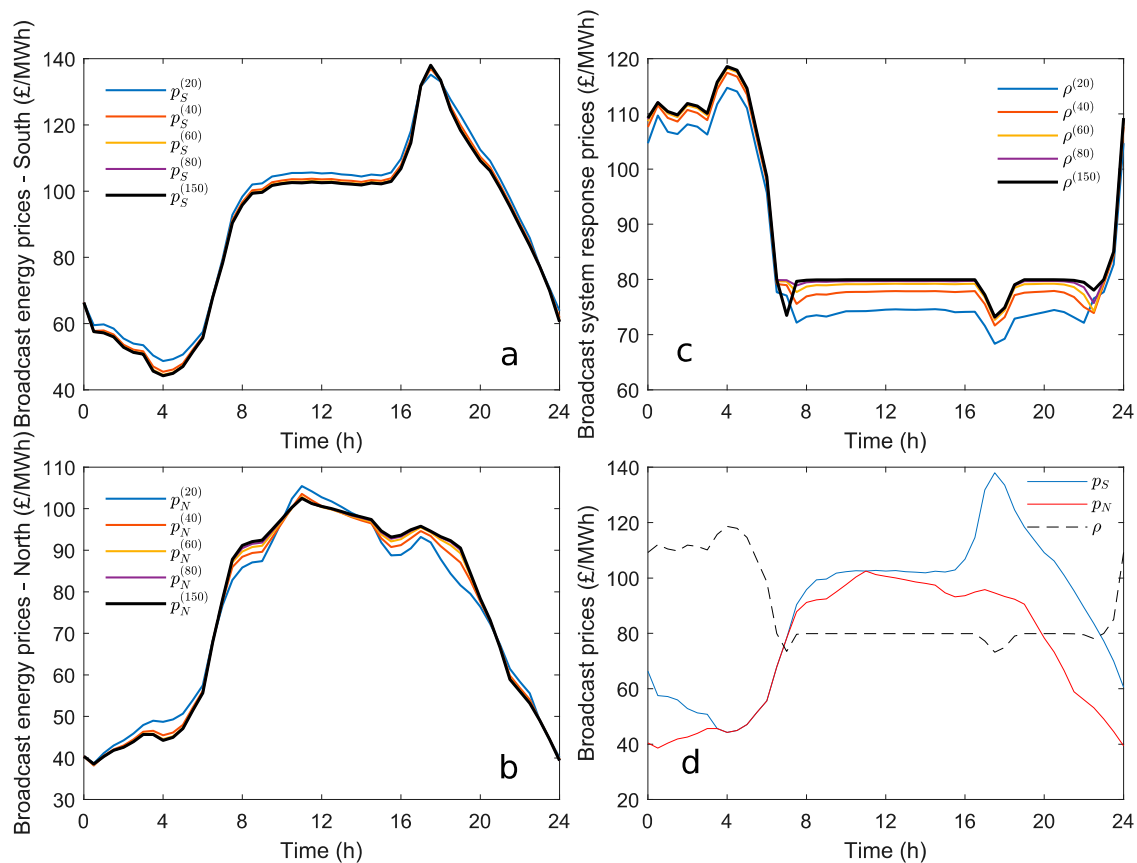 Broadcast energy prices - South (£/MWh)
140
120
100
80
60
40
p_S^(20)
p_S^(40)
p_S^(60)
p_S^(80)
p_S^(150)
a
0 4 8 12 16 20 24
Time (h)
Broadcast system response prices (£/MWh)
120
110
100
90
80
70
60
ρ^(20)
ρ^(40)
ρ^(60)
ρ^(80)
ρ^(150)
c
0 4 8 12 16 20 24
Time (h)
Broadcast energy prices - North (£/MWh)
110
100
90
80
70
60
50
40
30
p_N^(20)
p_N^(40)
p_N^(60)
p_N^(80)
p_N^(150)
b
0 4 8 12 16 20 24
Time (h)
Broadcast prices (£/MWh)
140
120
100
80
60
40
20
p_S
p_N
ρ
d
0 4 8 12 16 20 24
Time (h)